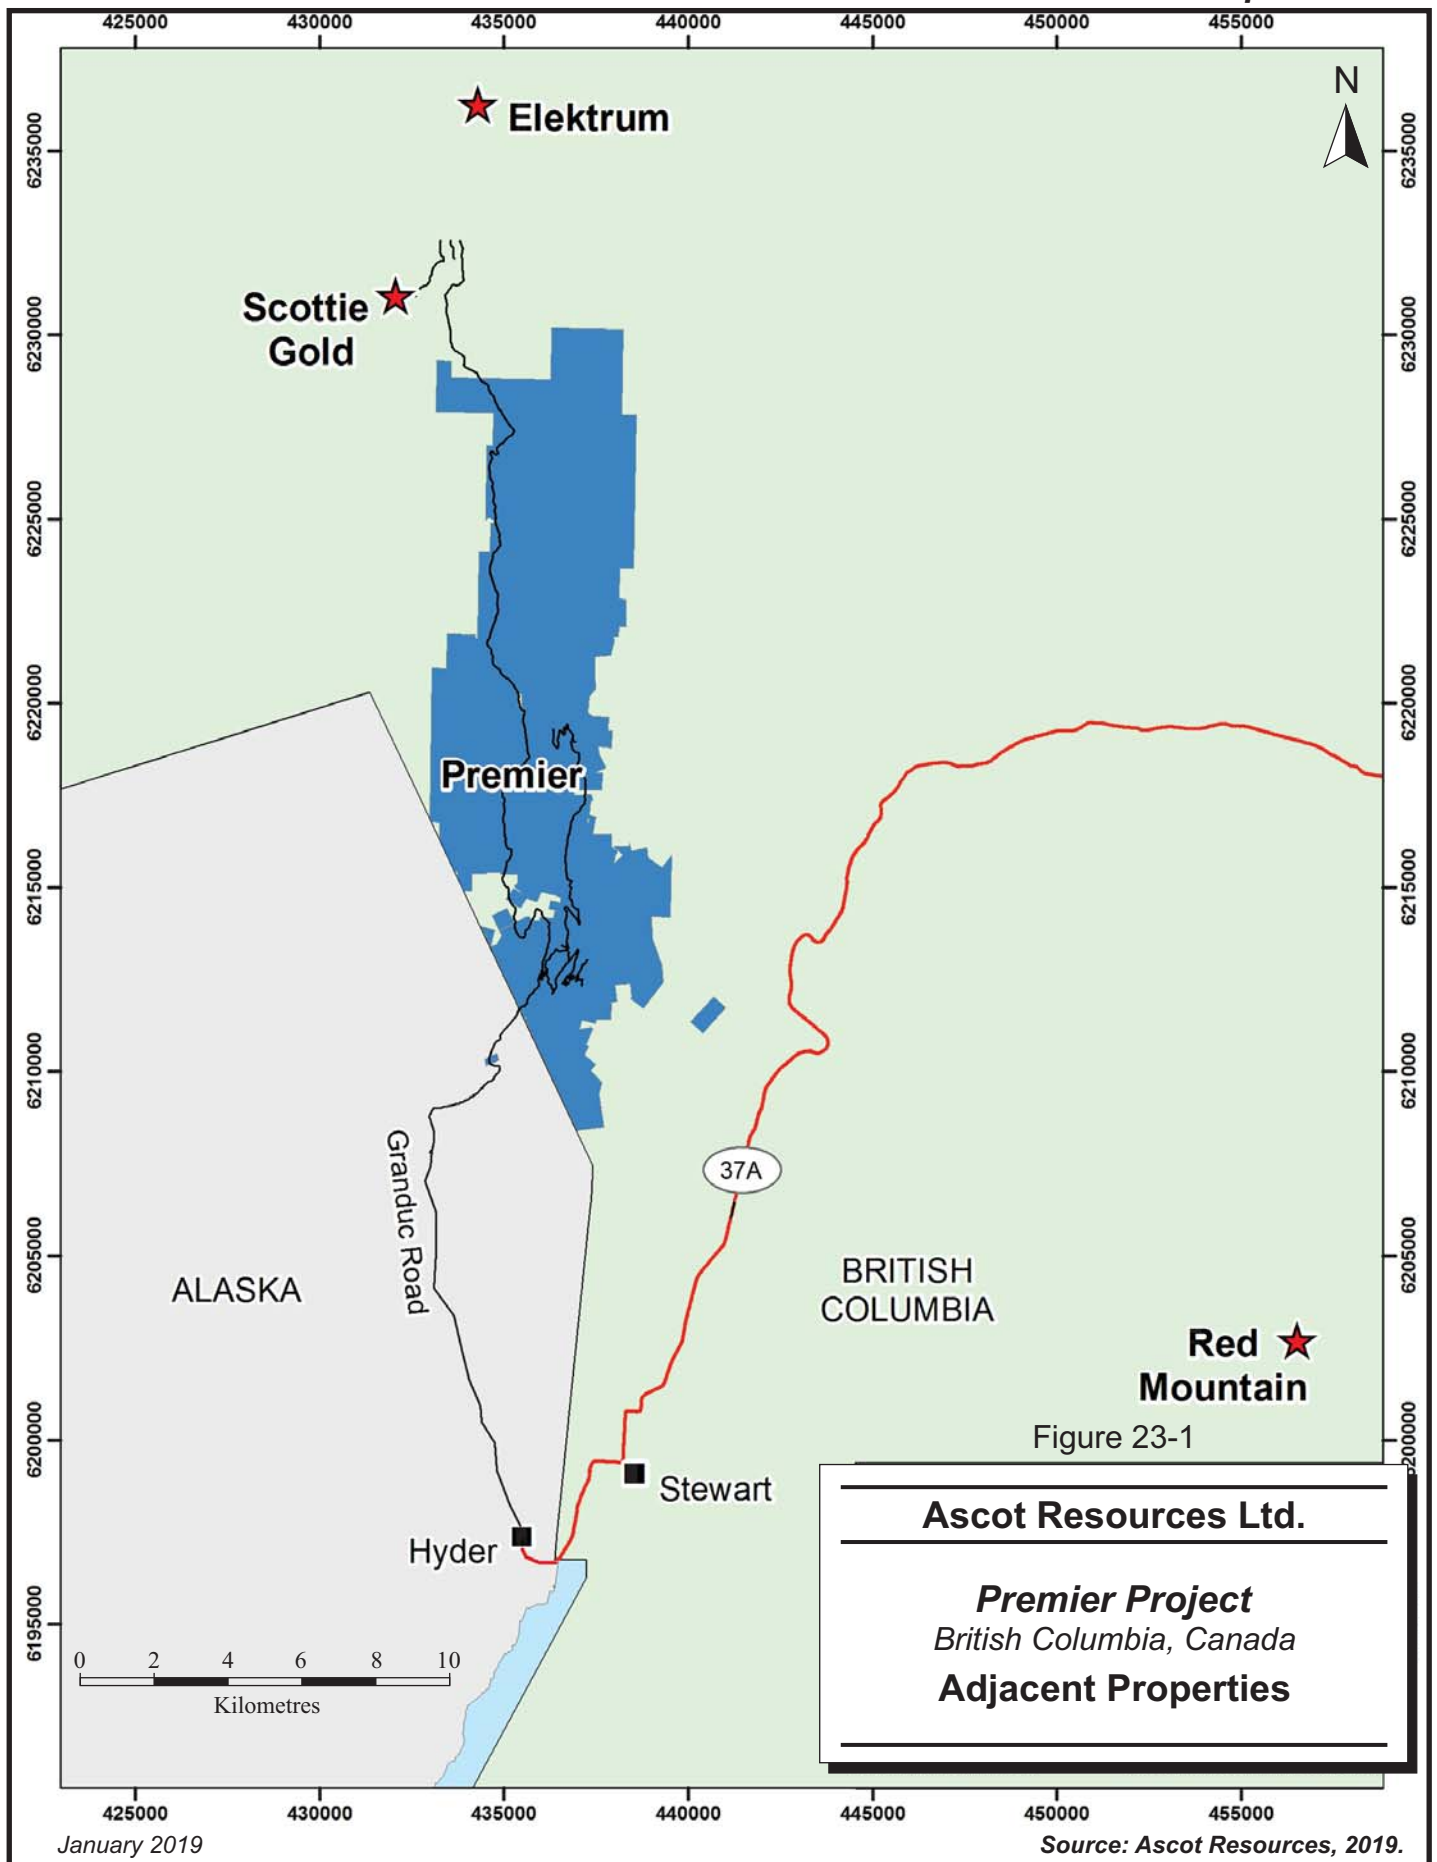 425000 430000 435000 440000 445000 450000 455000
N
Elektrum
6235000 6235000
Scottie
Gold
6230000 6230000
6225000 6225000
6220000 6220000
Premier
6215000 6215000
6210000 6210000
Granduc Road
37A
6205000 6205000
ALASKA
BRITISH
COLUMBIA
Red
Mountain
6200000 6200000
Figure 23-1
Stewart
Hyder
Ascot Resources Ltd.
Premier Project
British Columbia, Canada
Adjacent Properties
6195000
0 2 4 6 8 10
Kilometres
425000 430000 435000 440000 445000 450000 455000
January 2019
Source: Ascot Resources, 2019.